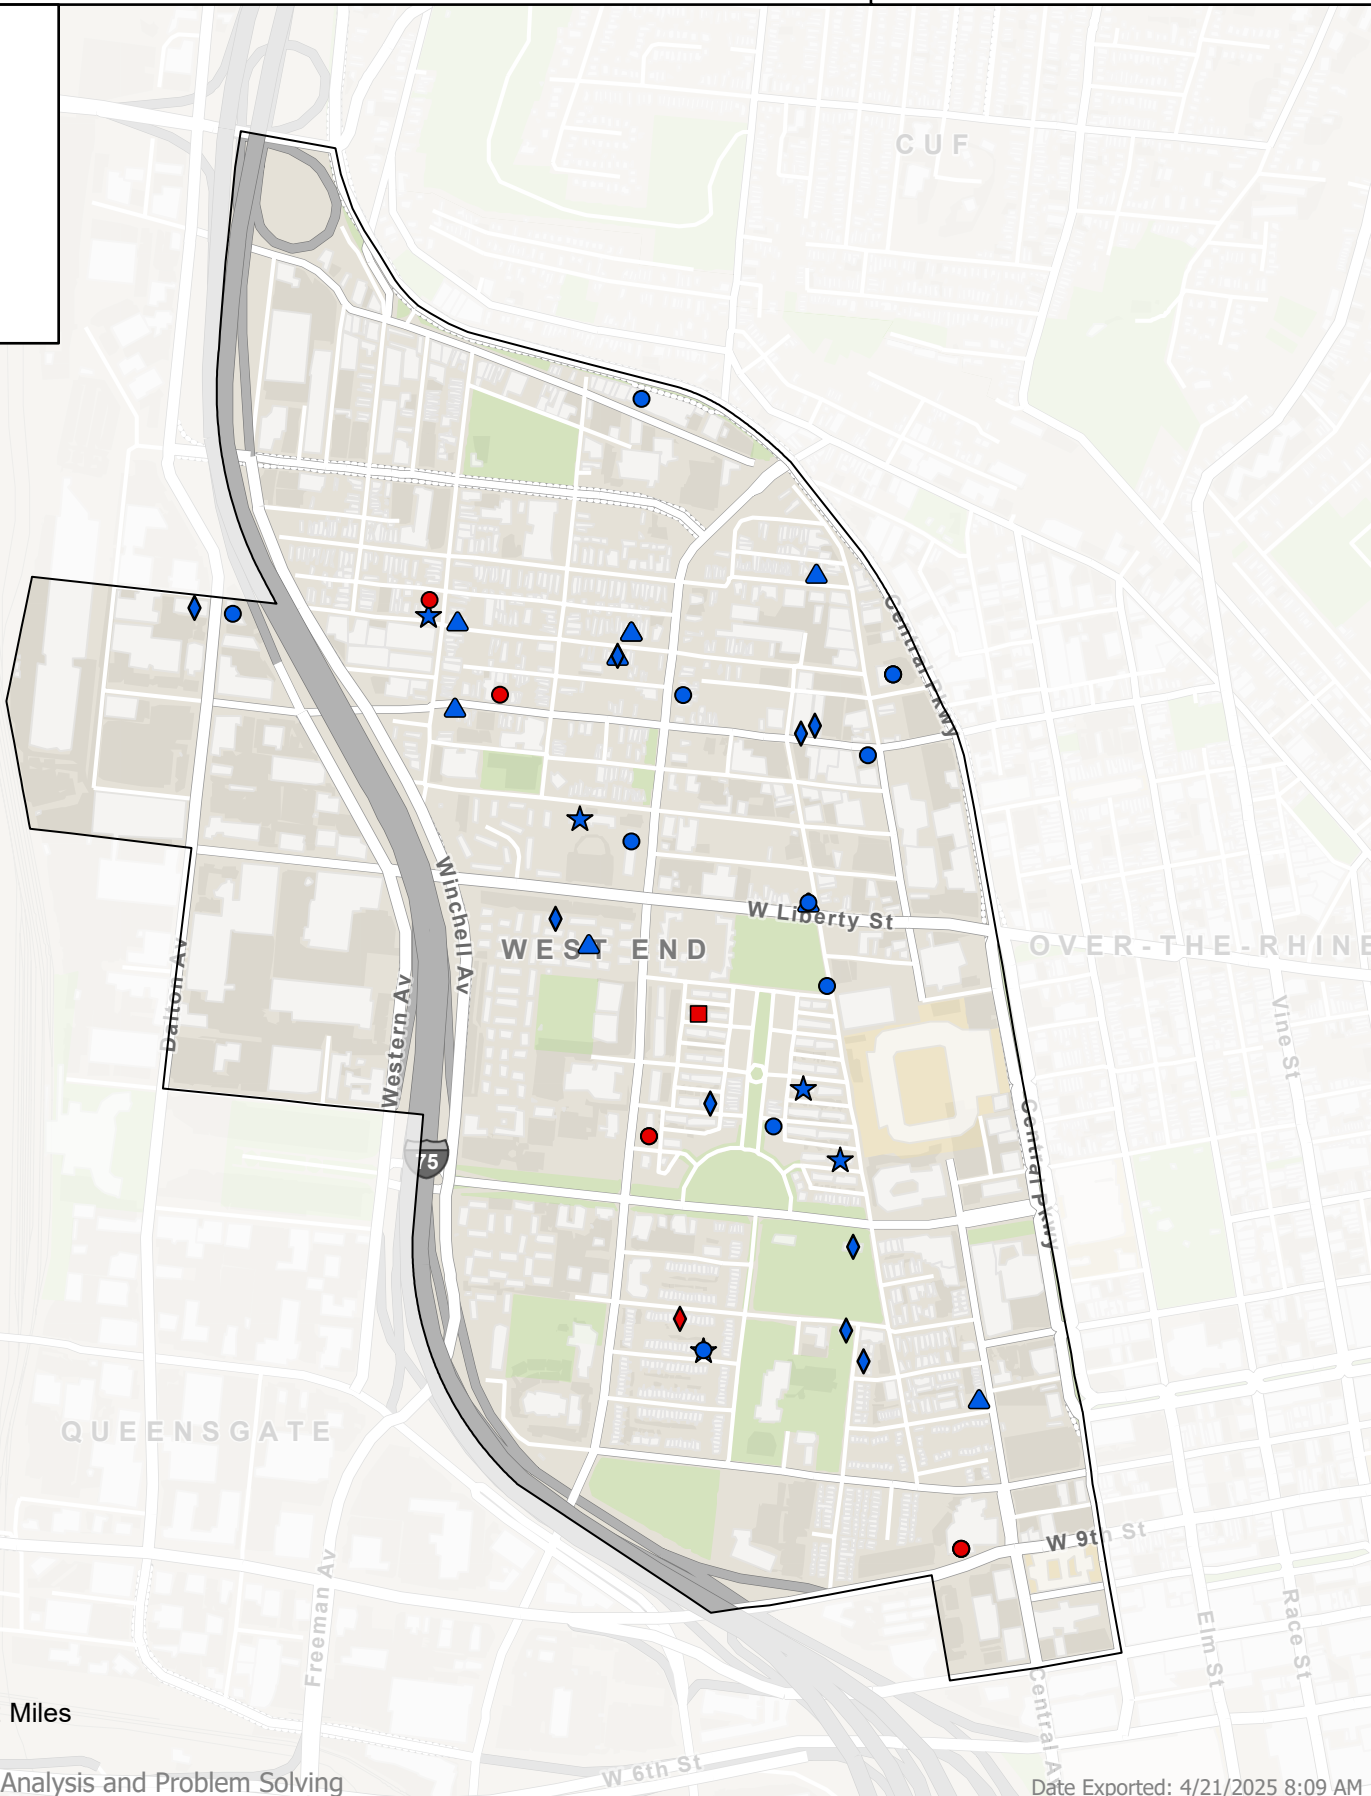 CUF
Central Pkwy
W Liberty St
Winchell Av
WEST END
OVER-THE-RHINE
Dalton Av
Western Av
Vine St
75
Central Pkwy
QUEENSGATE
W 9th St
Freeman Av
Elm St
Race St
Central A
Miles
W 6th St
Analysis and Problem Solving
Date Exported: 4/21/2025 8:09 AM